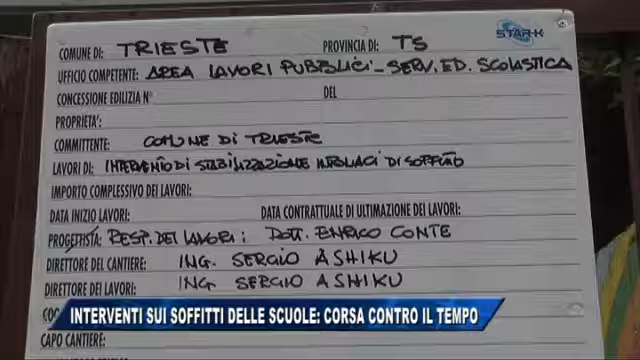 STAR-K
COMUNE DI: TRIESTE PROVINCIA DI: TS
UFFICIO COMPETENTE: AREA LAVORI PUBBLICI - SERV. ED. SCOLASTICA
CONCESSIONE EDILIZIA N° DEL
PROPRIETA':
COMMITTENTE: COMUNE DI TRIESTE
LAVORI DI: INTERVENTO DI STABILIZZAZIONE INTONACI DI SOFFITTO
IMPORTO COMPLESSIVO DEI LAVORI:
DATA INIZIO LAVORI: DATA CONTRATTUALE DI ULTIMAZIONE DEI LAVORI:
PROGETTISTA: RESP. DEI LAVORI: DOTT. ENRICO CONTE
DIRETTORE DEL CANTIERE: ING. SERGIO ASHIKU
DIRETTORE DEI LAVORI: ING. SERGIO ASHIKU
INTERVENTI SUI SOFFITTI DELLE SCUOLE: CORSA CONTRO IL TEMPO
CAPO CANTIERE: